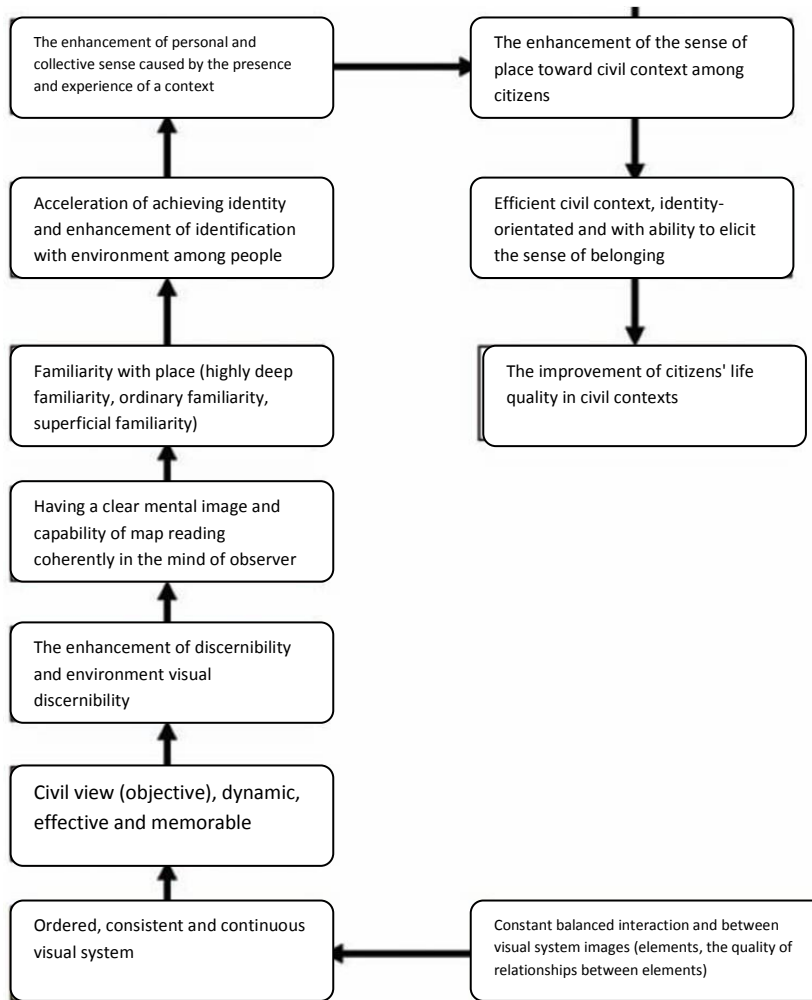 The enhancement of personal and
collective sense caused by the presence
and experience of a context
The enhancement of the sense of
place toward civil context among
citizens
Acceleration of achieving identity
and enhancement of identification
with environment among people
Efficient civil context, identity-
orientated and with ability to elicit
the sense of belonging
Familiarity with place (highly deep
familiarity, ordinary familiarity,
superficial familiarity)
The improvement of citizens' life
quality in civil contexts
Having a clear mental image and
capability of map reading
coherently in the mind of observer
The enhancement of discernibility
and environment visual
discernibility
Civil view (objective), dynamic,
effective and memorable
Ordered, consistent and continuous
visual system
Constant balanced interaction and between
visual system images (elements, the quality of
relationships between elements)